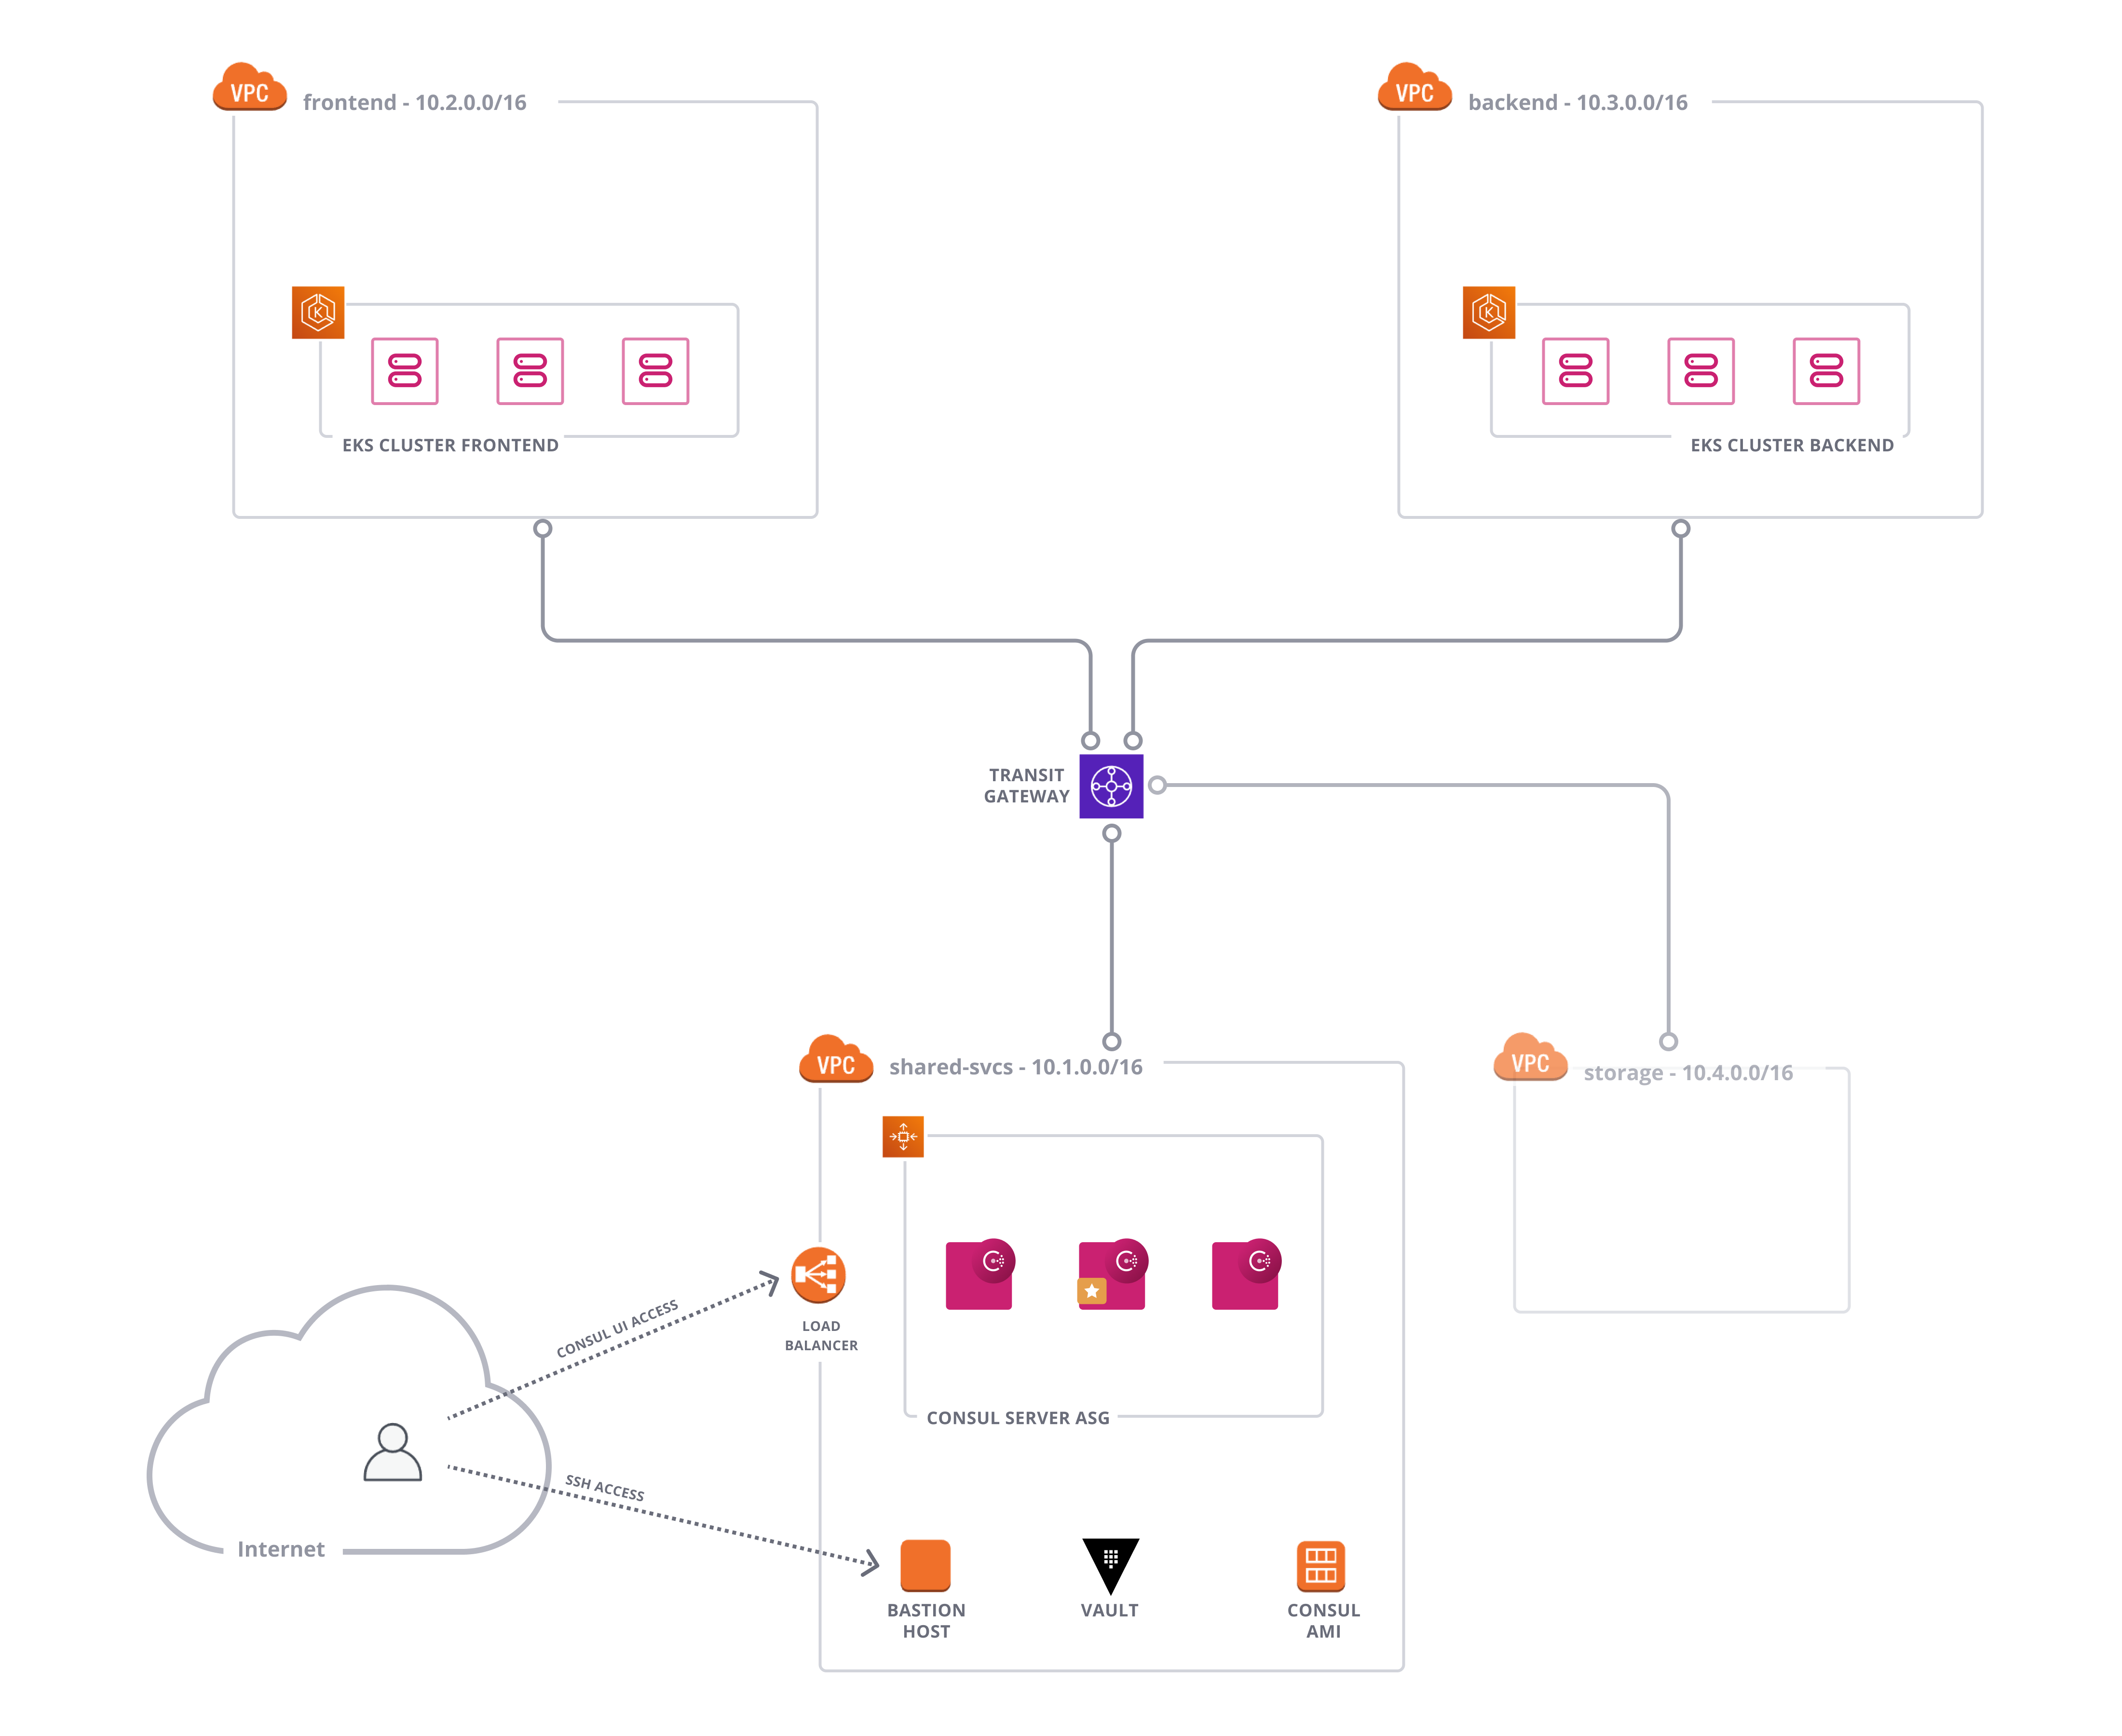 VPC
frontend - 10.2.0.0/16
VPC
backend - 10.3.0.0/16
K
EKS CLUSTER FRONTEND
K
EKS CLUSTER BACKEND
TRANSIT
GATEWAY
VPC
shared-svcs - 10.1.0.0/16
VPC
storage - 10.4.0.0/16
CONSUL UI ACCESS
LOAD
BALANCER
CONSUL SERVER ASG
SSH ACCESS
Internet
BASTION
HOST
VAULT
CONSUL
AMI